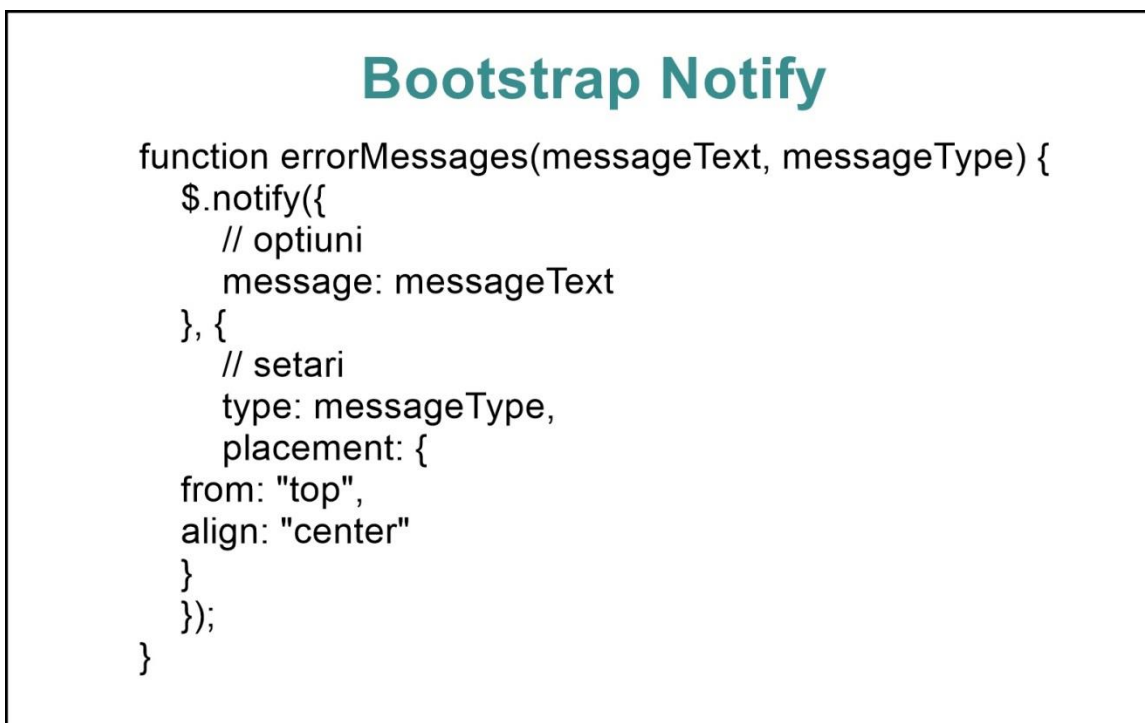 Bootstrap Notify
function errorMessages(messageText, messageType) {
$.notify({
// optiuni
message: messageText
}, {
// setari
type: messageType,
placement: {
from: "top",
align: "center"
}
});
}